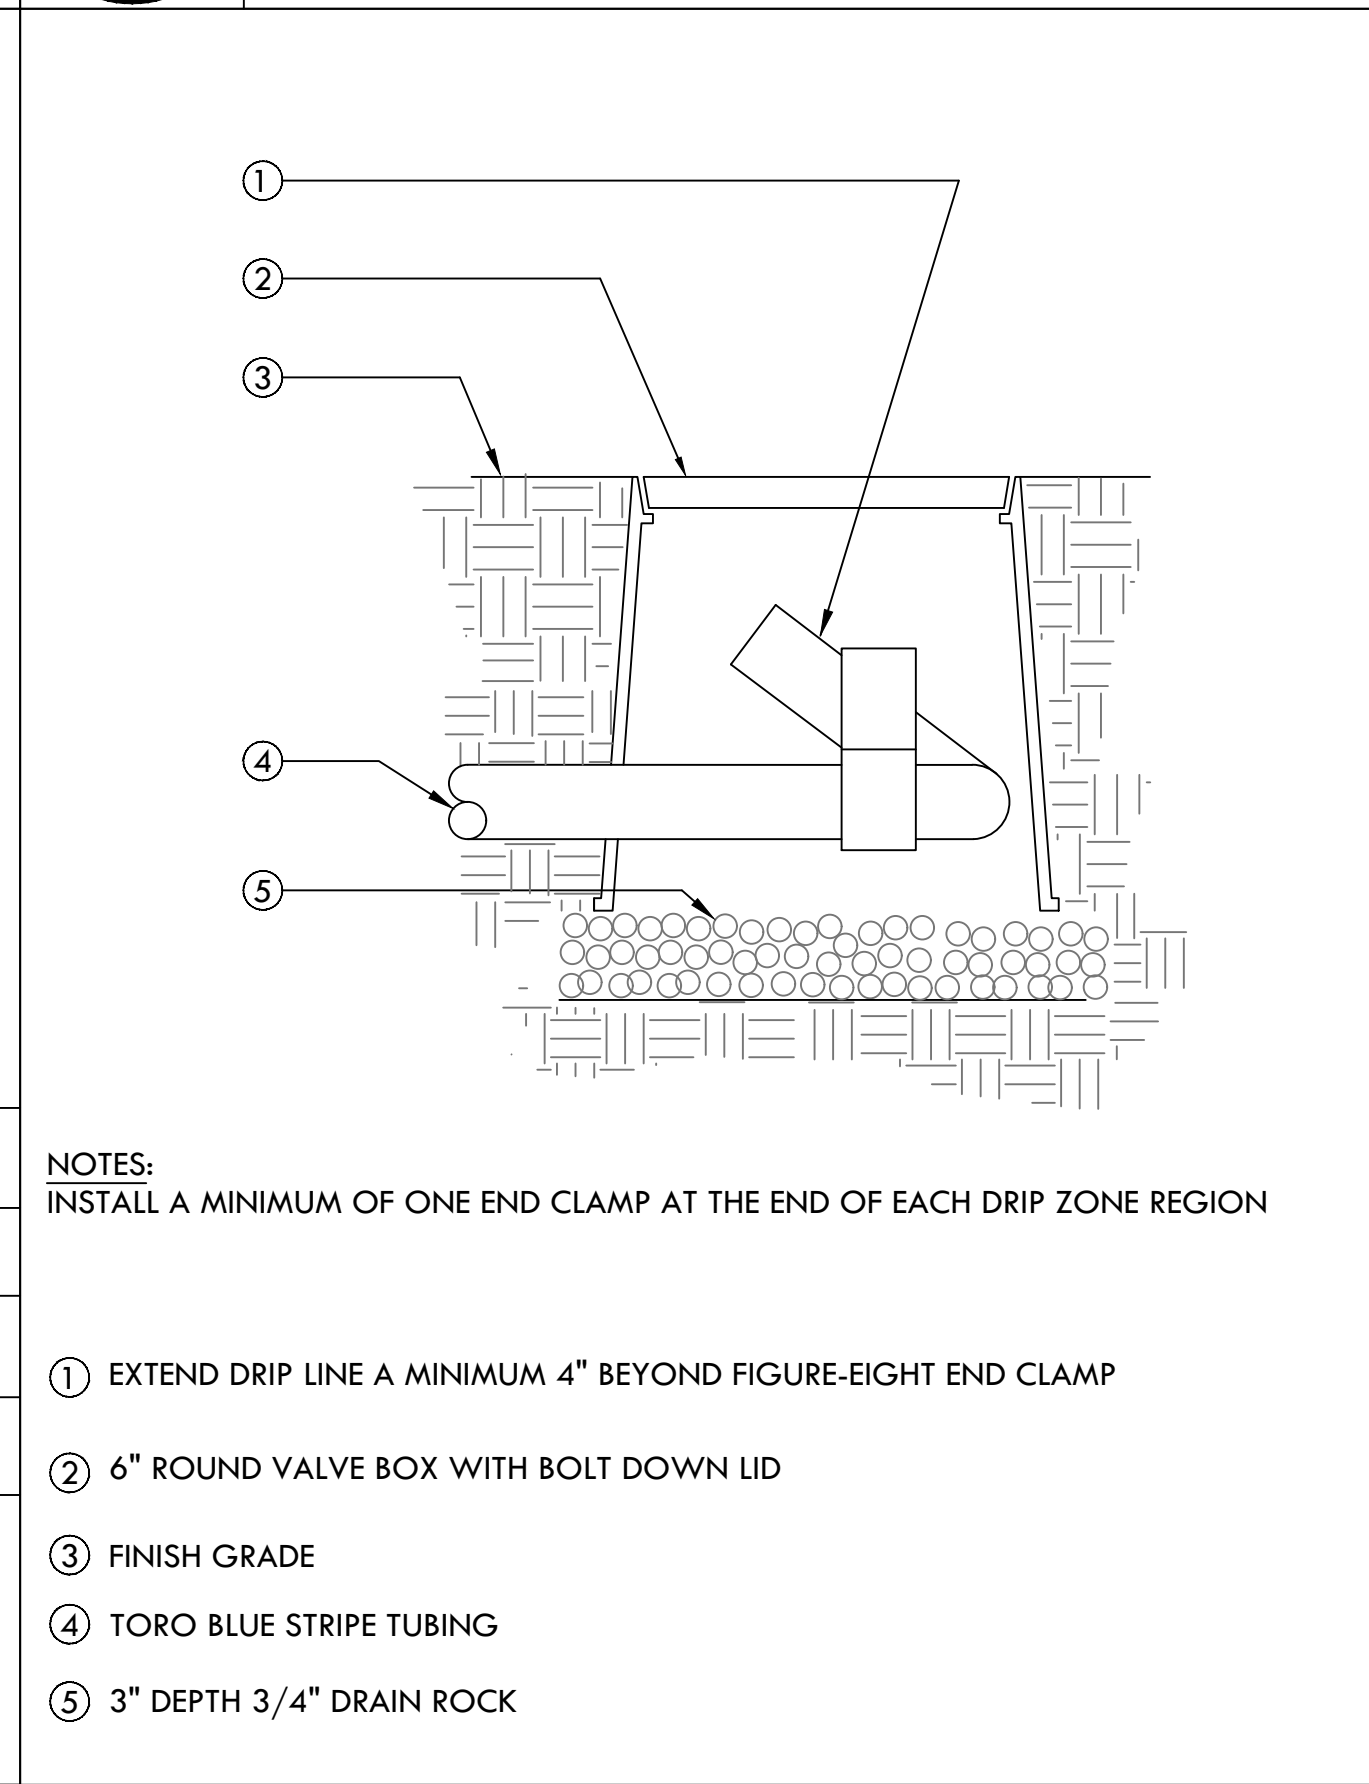 1
2
3
4
5
NOTES:
INSTALL A MINIMUM OF ONE END CLAMP AT THE END OF EACH DRIP ZONE REGION
1 EXTEND DRIP LINE A MINIMUM 4" BEYOND FIGURE-EIGHT END CLAMP
2 6" ROUND VALVE BOX WITH BOLT DOWN LID
3 FINISH GRADE
4 TORO BLUE STRIPE TUBING
5 3" DEPTH 3/4" DRAIN ROCK